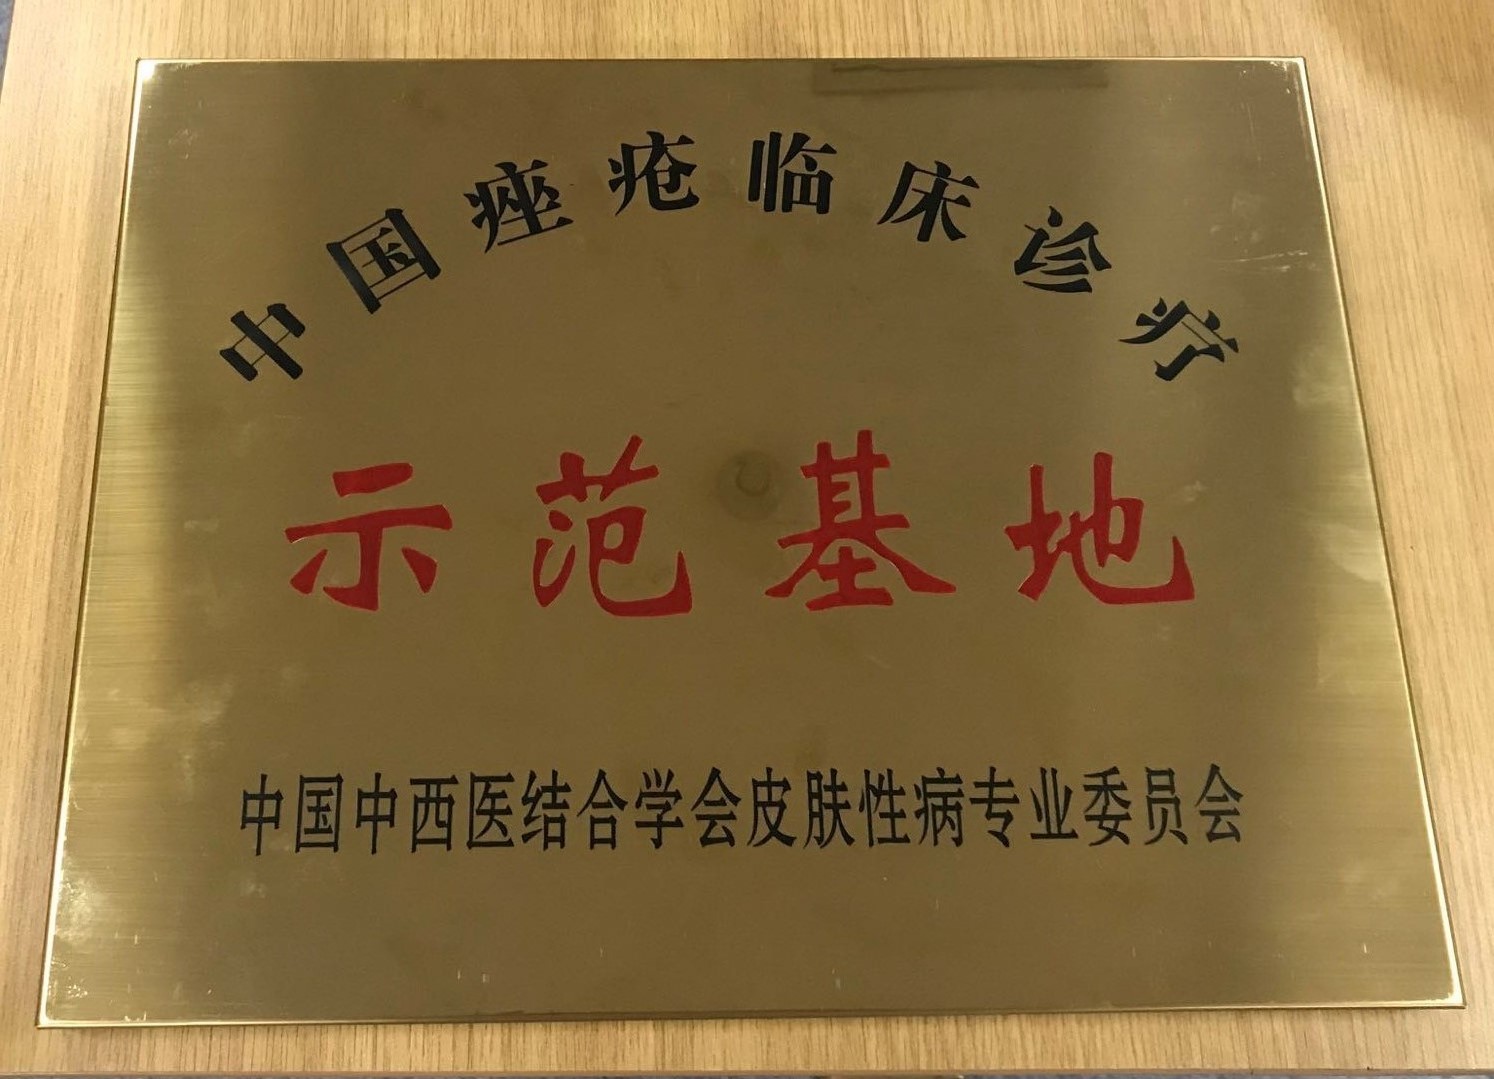 中国痤疮临床诊疗
示范基地
中国中西医结合学会皮肤性病专业委员会